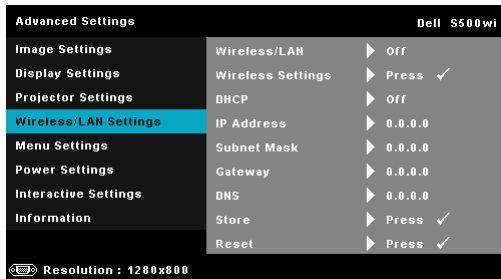 Advanced Settings Dell S500wi
Image Settings
Display Settings
Projector Settings
Wireless/LAN Settings
Menu Settings
Power Settings
Interactive Settings
Information
Wireless/LAN Off
Wireless Settings Press ✓
DHCP Off
IP Address 0.0.0.0
Subnet Mask 0.0.0.0
Gateway 0.0.0.0
DNS 0.0.0.0
Store Press ✓
Reset Press ✓
Resolution : 1280x800